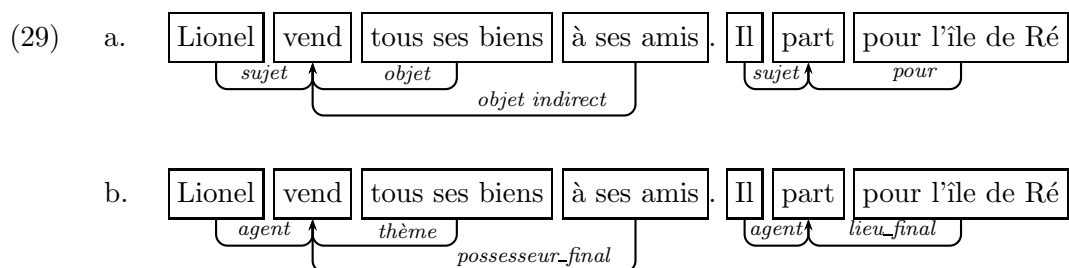 (29) a. Lionel vend tous ses biens à ses amis . Il part pour l'île de Ré
sujet objet sujet pour
objet indirect
b. Lionel vend tous ses biens à ses amis . Il part pour l'île de Ré
agent thème agent lieu_final
possesseur_final